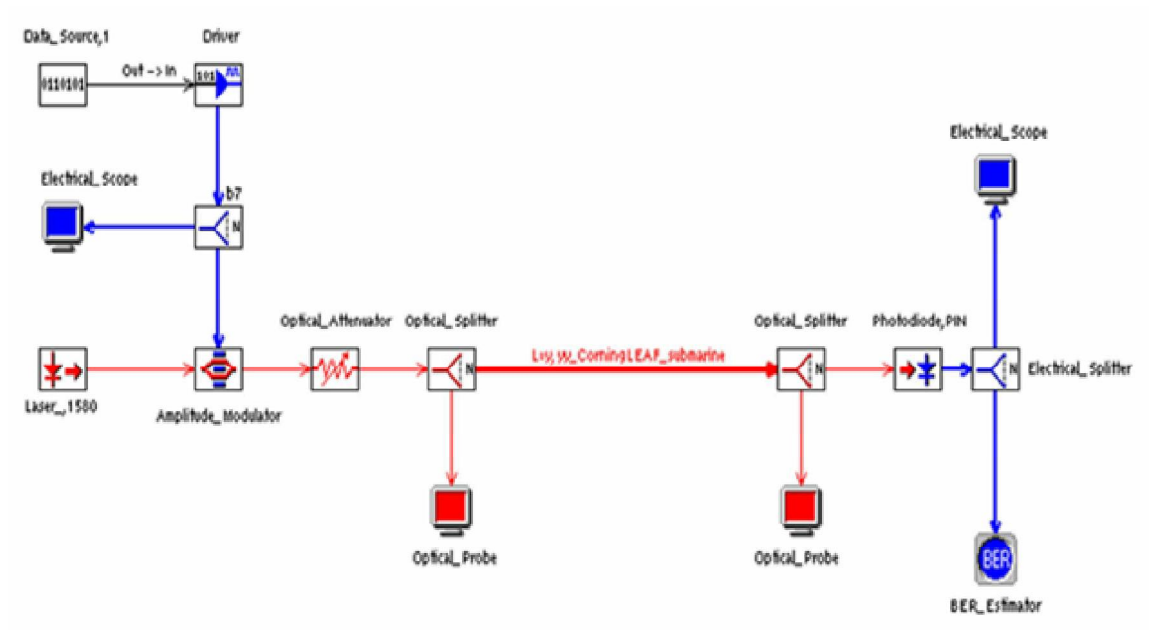 Data_Source,1
Driver
Out -> In
0110101
101
Electrical_Scope
b7
N
Electrical_Scope
Optical_Attenuator
Optical_Splitter
Optical_Splitter
Photodiode,PIN
CorningLEAF_submarine
N
N
N
Electrical_Splitter
Laser_,1580
Amplitude_Modulator
Optical_Probe
Optical_Probe
BER
BER_Estimator